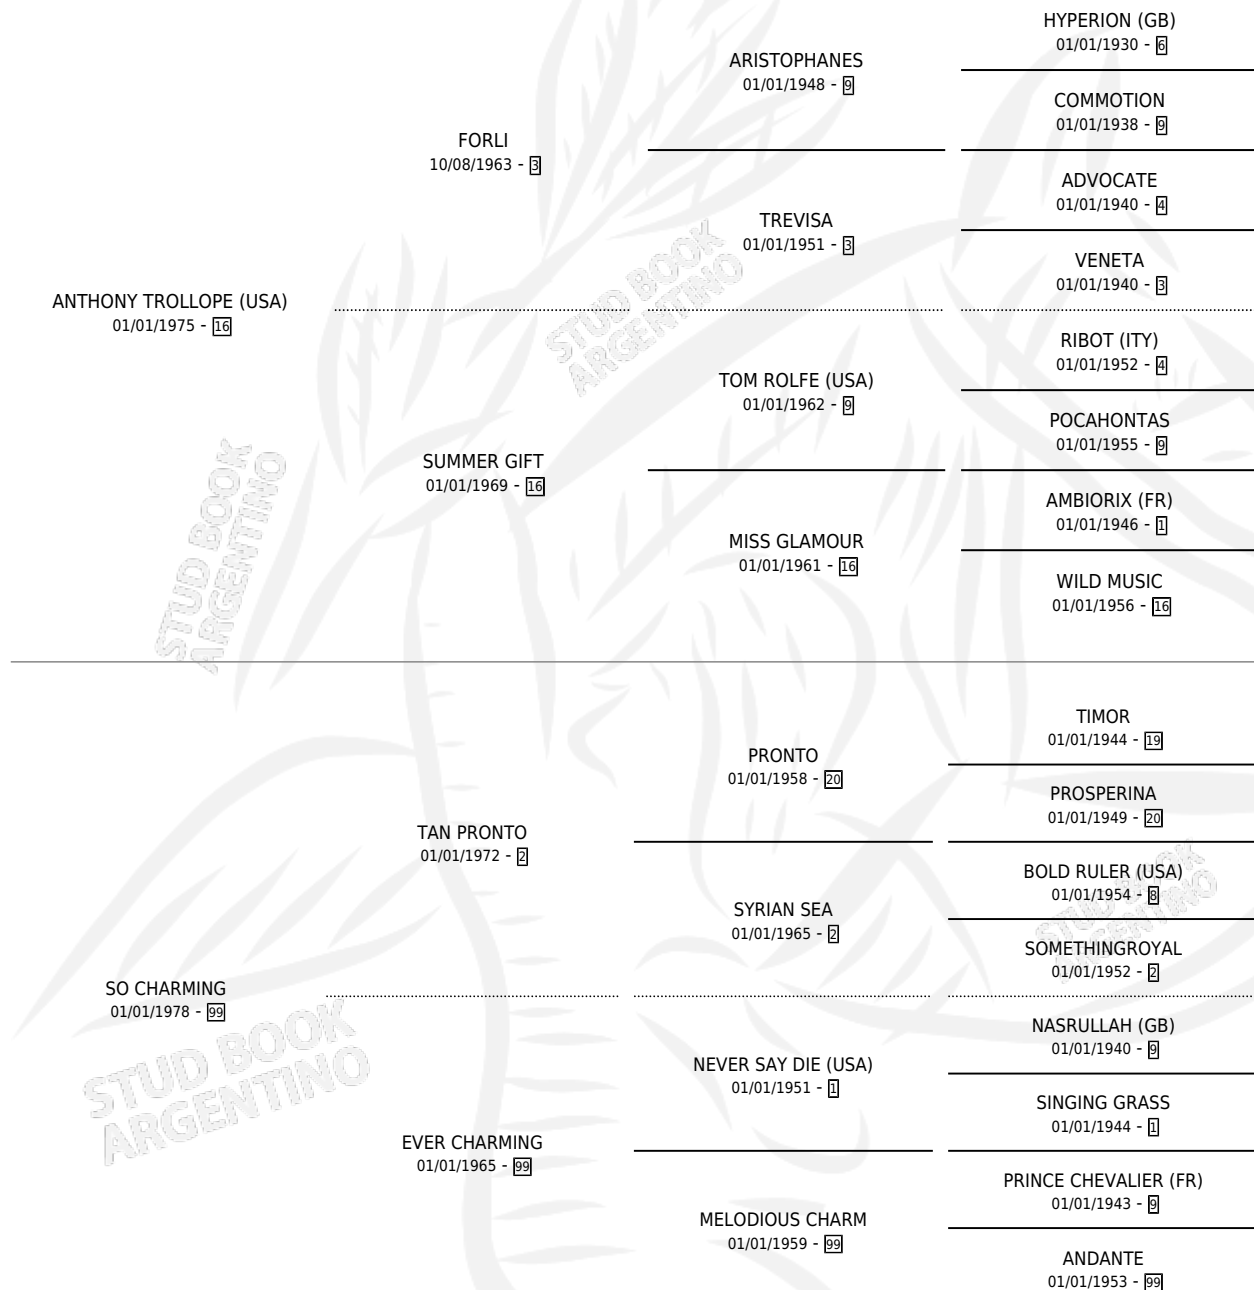 HYPERION (GB)
01/01/1930 - 6
ARISTOPHANES
01/01/1948 - 9
COMMOTION
01/01/1938 - 9
FORLI
10/08/1963 - 3
ADVOCATE
01/01/1940 - 4
TREVISA
01/01/1951 - 3
VENETA
01/01/1940 - 3
ANTHONY TROLLOPE (USA)
01/01/1975 - 16
RIBOT (ITY)
01/01/1952 - 4
TOM ROLFE (USA)
01/01/1962 - 9
POCAHONTAS
01/01/1955 - 9
SUMMER GIFT
01/01/1969 - 16
AMBIORIX (FR)
01/01/1946 - 1
MISS GLAMOUR
01/01/1961 - 16
WILD MUSIC
01/01/1956 - 16
TIMOR
01/01/1944 - 19
PRONTO
01/01/1958 - 20
PROSPERINA
01/01/1949 - 20
TAN PRONTO
01/01/1972 - 2
BOLD RULER (USA)
01/01/1954 - 8
SYRIAN SEA
01/01/1965 - 2
SOMETHINGROYAL
01/01/1952 - 2
SO CHARMING
01/01/1978 - 99
NASRULLAH (GB)
01/01/1940 - 9
NEVER SAY DIE (USA)
01/01/1951 - 1
SINGING GRASS
01/01/1944 - 1
EVER CHARMING
01/01/1965 - 99
PRINCE CHEVALIER (FR)
01/01/1943 - 9
MELODIOUS CHARM
01/01/1959 - 99
ANDANTE
01/01/1953 - 99
STUD BOOK
ARGENTINO
STUD BOOK
ARGENTINO
STUD BOOK
ARGENTINO
STUD BOOK
ARGENTINO